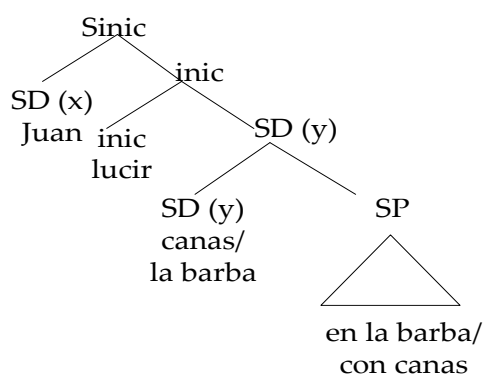 Sinic
inic
SD (x)
Juan
inic
lucir
SD (y)
SD (y)
canas/
la barba
SP
en la barba/
con canas